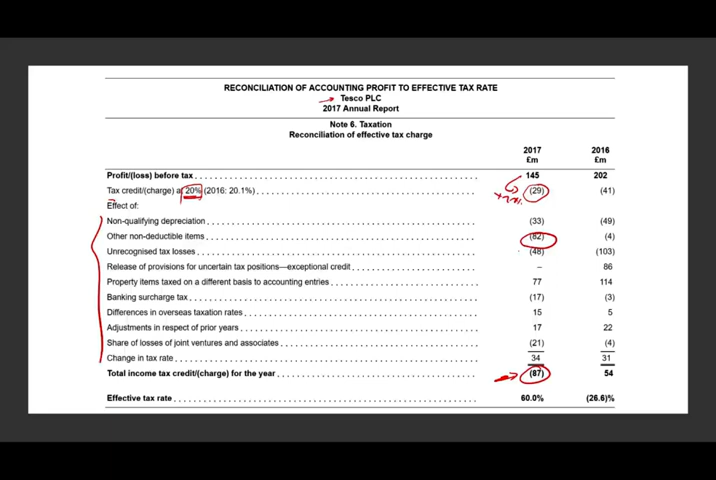 RECONCILIATION OF ACCOUNTING PROFIT TO EFFECTIVE TAX RATE
Tesco PLC
2017 Annual Report
Note 6. Taxation
Reconciliation of effective tax charge
2017 2016
£m £m
Profit/(loss) before tax 145 202
Tax credit/(charge) at 20% (2016: 20.1%) (29) (41)
Effect of:
Non-qualifying depreciation (33) (49)
Other non-deductible items (82) (4)
Unrecognised tax losses (48) (103)
Release of provisions for uncertain tax positions—exceptional credit – 86
Property items taxed on a different basis to accounting entries 77 114
Banking surcharge tax (17) (3)
Differences in overseas taxation rates 15 5
Adjustments in respect of prior years 17 22
Share of losses of joint ventures and associates (21) (4)
Change in tax rate 34 31
Total income tax credit/(charge) for the year (87) 54
Effective tax rate 60.0% (26.6)%